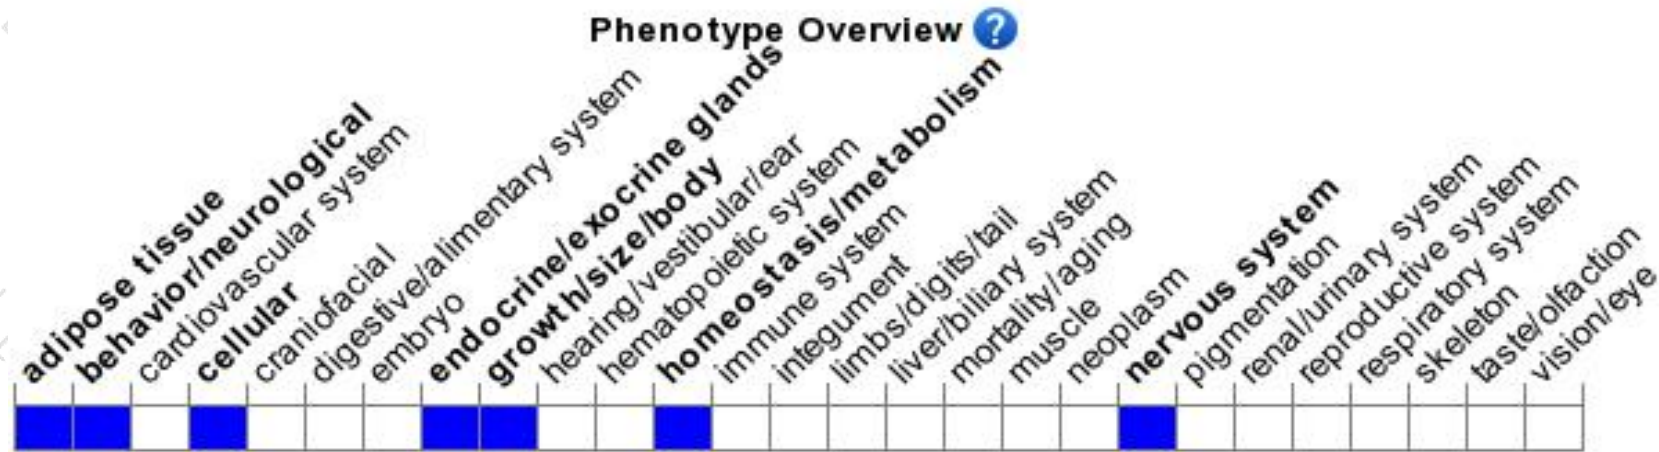 Phenotype Overview ?
adipose tissue
behavior/neurological
cardiovascular system
cellular
craniofacial
digestive/alimentary system
embryo
endocrine/exocrine glands
growth/size/body
hearing/vestibular/ear
hematopoietic system
homeostasis/metabolism
immune system
integument
limbs/digits/tail
liver/biliary system
mortality/aging
muscle
neoplasm
nervous system
pigmentation
renal/urinary system
reproductive system
respiratory system
skeleton
taste/olfaction
vision/eye